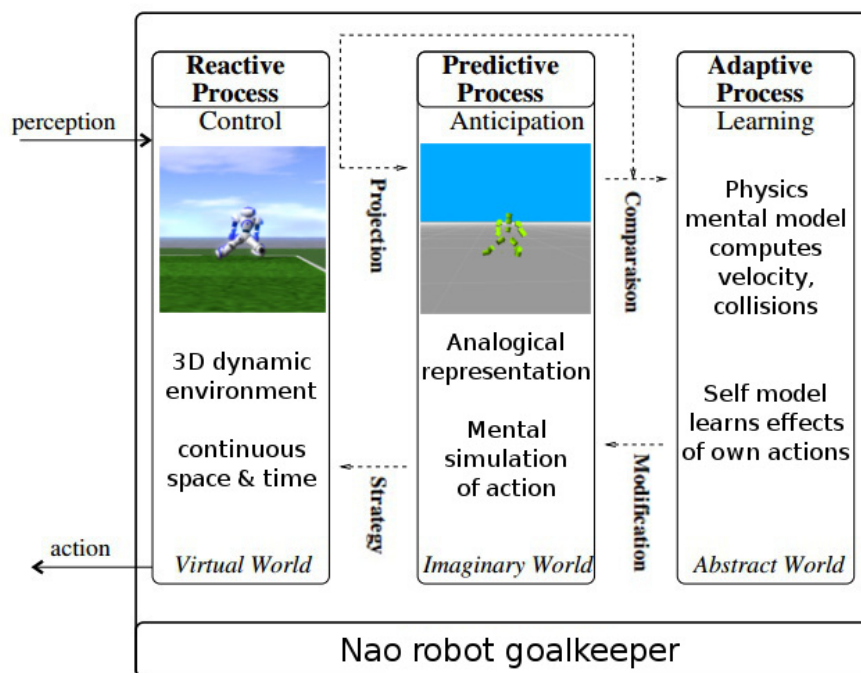 Reactive
Process
Control
3D dynamic
environment
continuous
space & time
Virtual World
perception
action
Projection
Strategy
Predictive
Process
Anticipation
Analogical
representation
Mental
simulation
of action
Imaginary World
Comparaison
Modification
Adaptive
Process
Learning
Physics
mental model
computes
velocity,
collisions
Self model
learns effects
of own actions
Abstract World
Nao robot goalkeeper